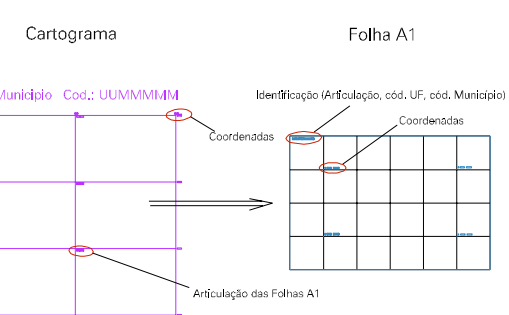 Cartograma
Folha A1
Municipio Cod.: UUMMMMM
Identificação (Articulação, cód. UF, cód. Município)
Coordenadas
Coordenadas
Articulação das Folhas A1